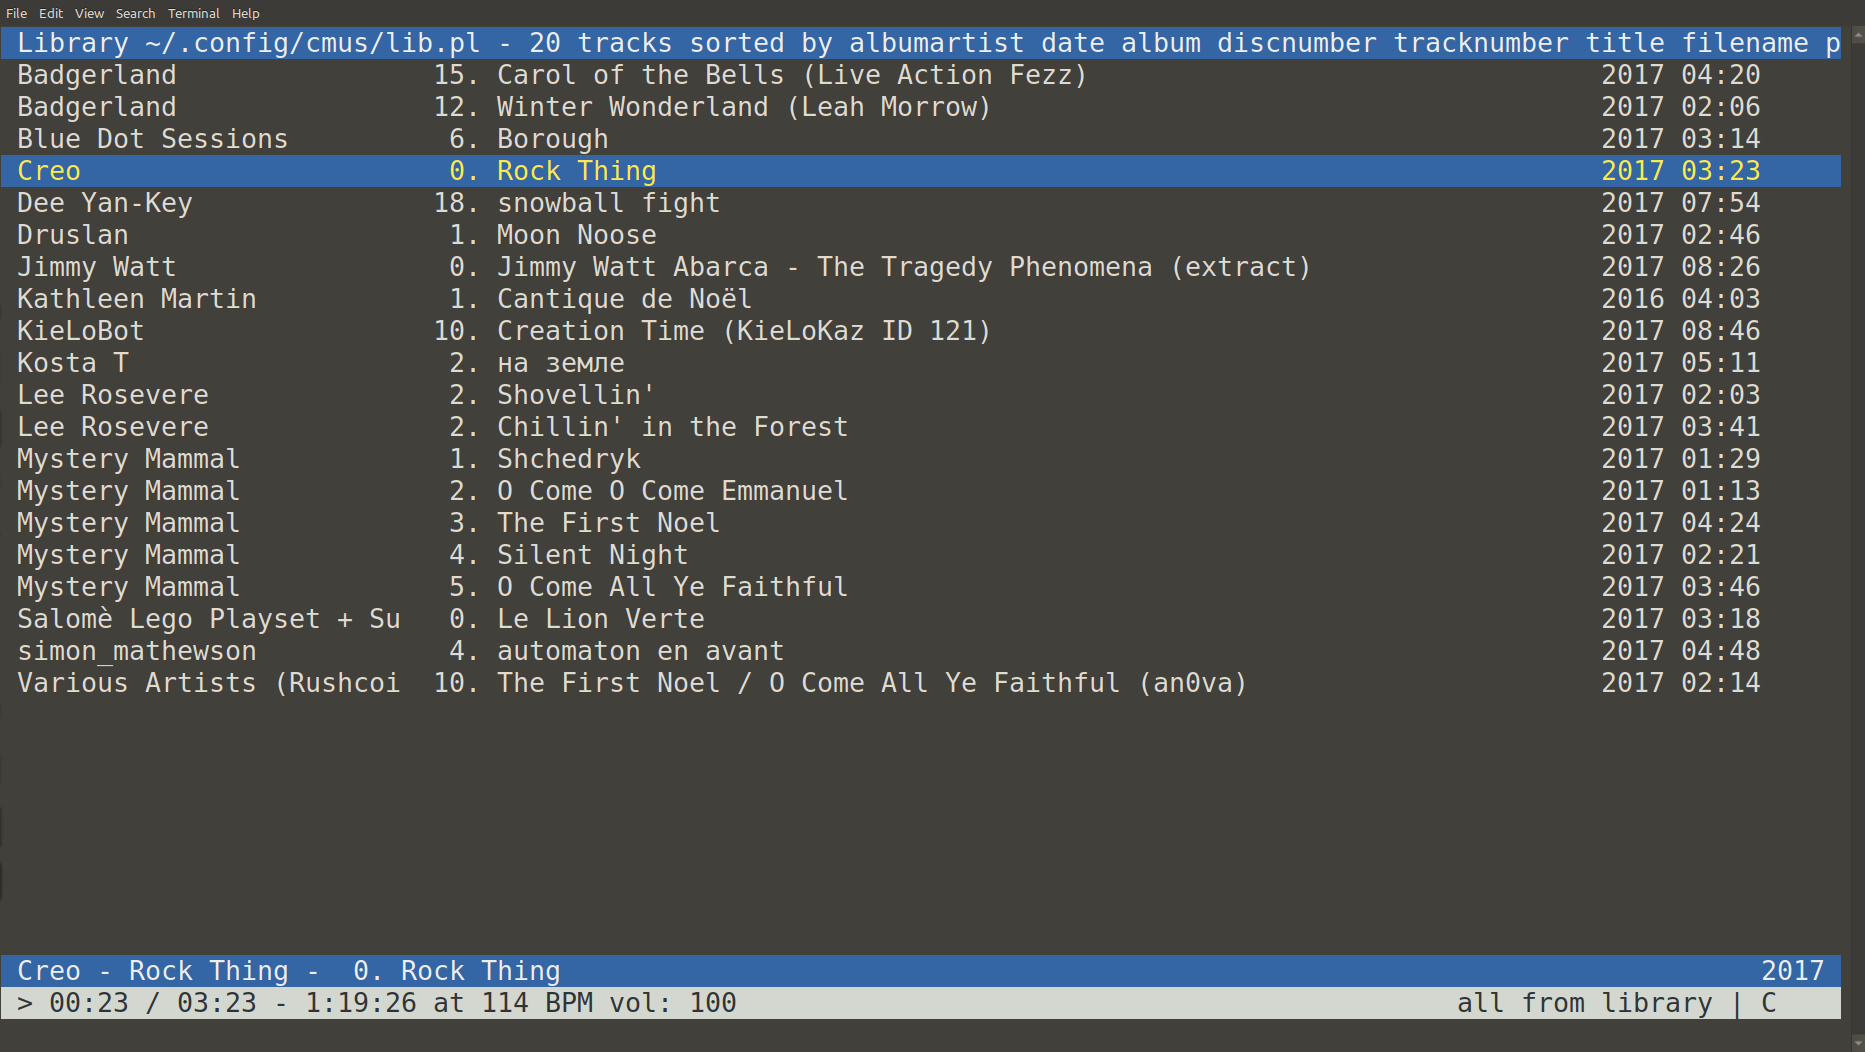 File Edit View Search Terminal Help
Library ~/.config/cmus/lib.pl - 20 tracks sorted by albumartist date album discnumber tracknumber title filename p
Badgerland 15. Carol of the Bells (Live Action Fezz) 2017 04:20
Badgerland 12. Winter Wonderland (Leah Morrow) 2017 02:06
Blue Dot Sessions 6. Borough 2017 03:14
Creo 0. Rock Thing 2017 03:23
Dee Yan-Key 18. snowball fight 2017 07:54
Druslan 1. Moon Noose 2017 02:46
Jimmy Watt 0. Jimmy Watt Abarca - The Tragedy Phenomena (extract) 2017 08:26
Kathleen Martin 1. Cantique de Noël 2016 04:03
KieLoBot 10. Creation Time (KieLoKaz ID 121) 2017 08:46
Kosta T 2. на земле 2017 05:11
Lee Rosevere 2. Shovellin' 2017 02:03
Lee Rosevere 2. Chillin' in the Forest 2017 03:41
Mystery Mammal 1. Shchedryk 2017 01:29
Mystery Mammal 2. O Come O Come Emmanuel 2017 01:13
Mystery Mammal 3. The First Noel 2017 04:24
Mystery Mammal 4. Silent Night 2017 02:21
Mystery Mammal 5. O Come All Ye Faithful 2017 03:46
Salomè Lego Playset + Su 0. Le Lion Verte 2017 03:18
simon_mathewson 4. automaton en avant 2017 04:48
Various Artists (Rushcoi 10. The First Noel / O Come All Ye Faithful (an0va) 2017 02:14
Creo - Rock Thing - 0. Rock Thing 2017
> 00:23 / 03:23 - 1:19:26 at 114 BPM vol: 100 all from library | C